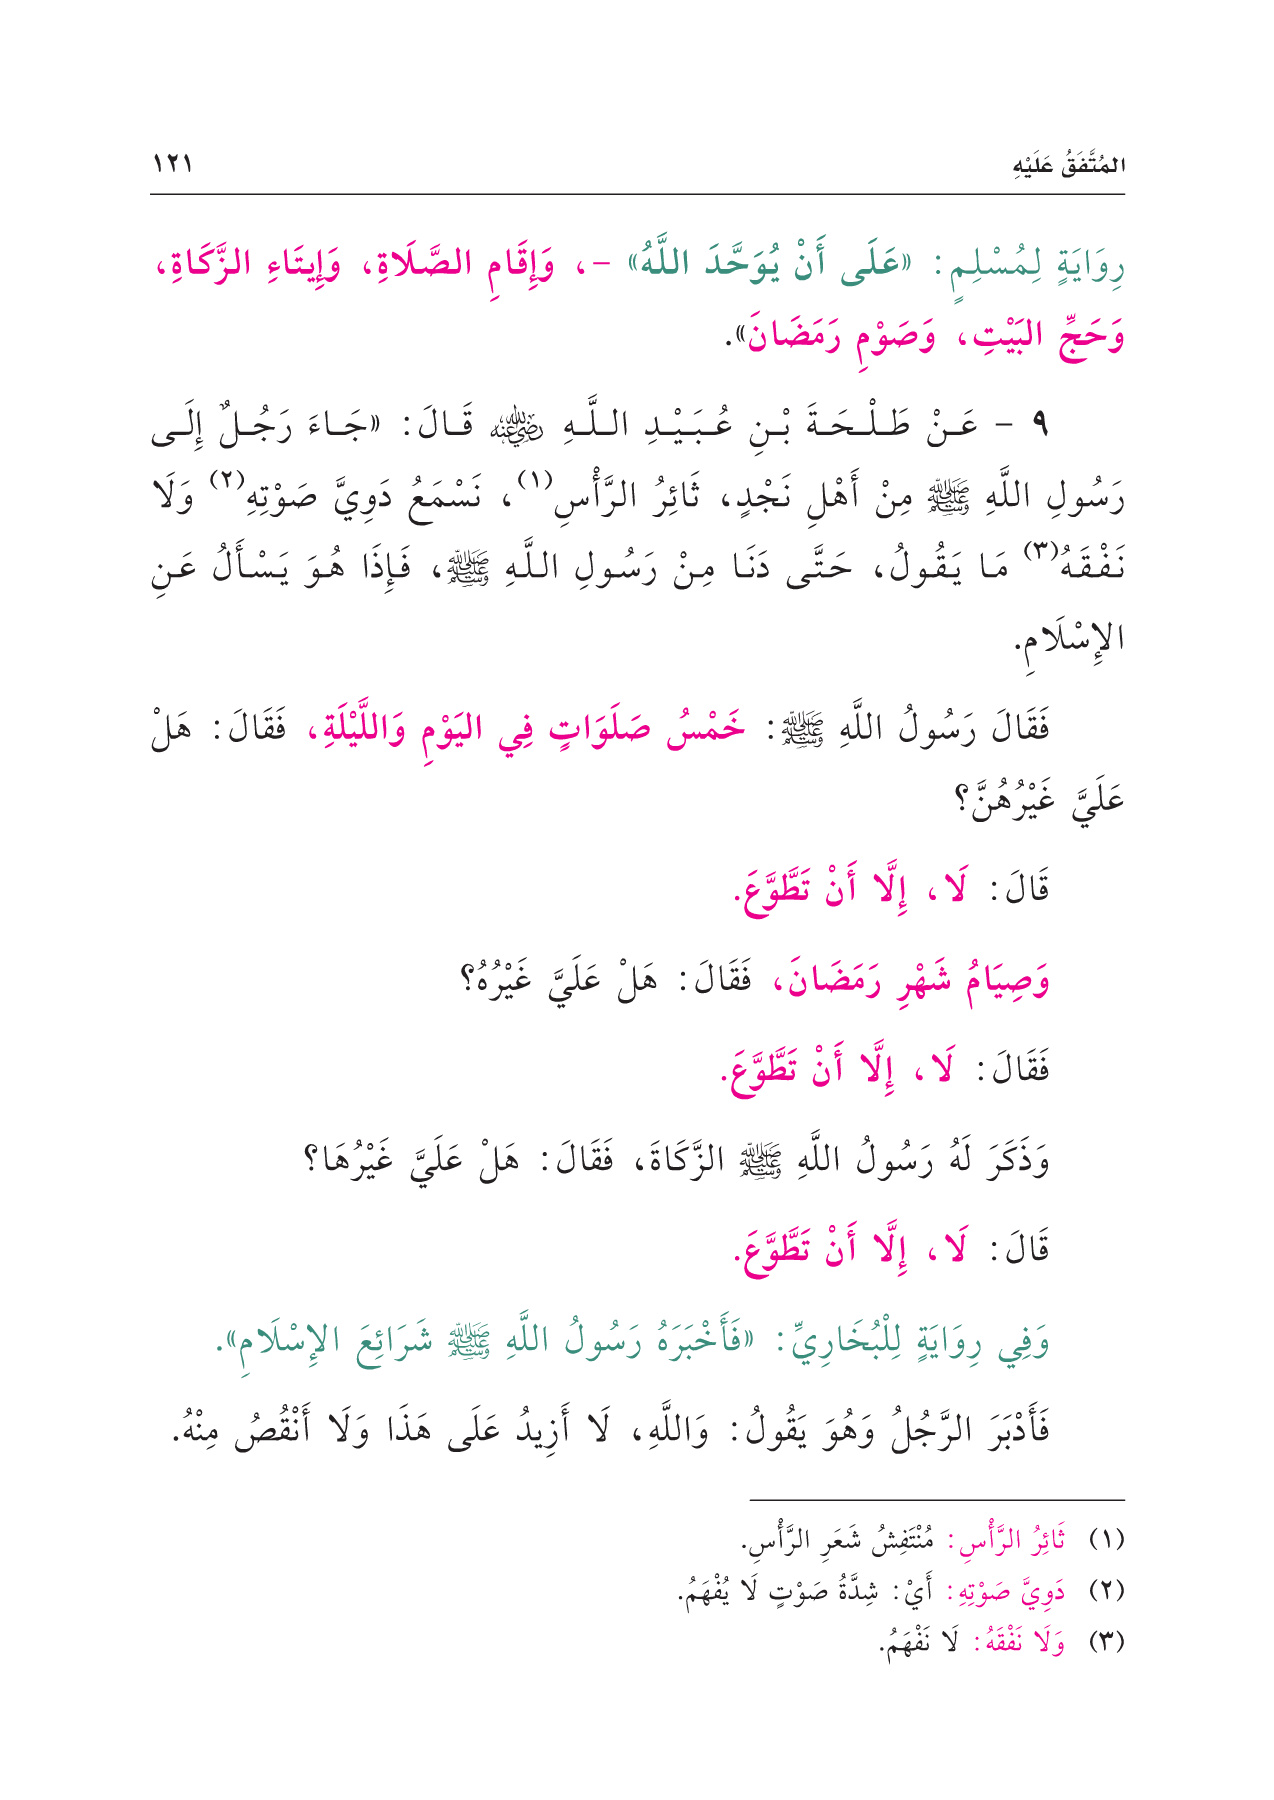 المُتَّفَقُ عَلَيْهِ ١٢١
رِوَايَةٍ لِمُسْلِمٍ: «عَلَى أَنْ يُوَحَّدَ اللَّهُ» -، وَإِقَامِ الصَّلَاةِ، وَإِيتَاءِ الزَّكَاةِ،
وَحَجِّ البَيْتِ، وَصَوْمِ رَمَضَانَ».
٩ - عَنْ طَلْحَةَ بْنِ عُبَيْدِ اللَّهِ رضي الله عنه قَالَ: «جَاءَ رَجُلٌ إِلَى
رَسُولِ اللَّهِ ﷺ مِنْ أَهْلِ نَجْدٍ، ثَائِرُ الرَّأْسِ(١)، نَسْمَعُ دَوِيَّ صَوْتِهِ(٢) وَلَا
نَفْقَهُ(٣) مَا يَقُولُ، حَتَّى دَنَا مِنْ رَسُولِ اللَّهِ ﷺ، فَإِذَا هُوَ يَسْأَلُ عَنِ
الإِسْلَامِ.
فَقَالَ رَسُولُ اللَّهِ ﷺ: خَمْسُ صَلَوَاتٍ فِي اليَوْمِ وَاللَّيْلَةِ، فَقَالَ: هَلْ
عَلَيَّ غَيْرُهُنَّ؟
قَالَ: لَا، إِلَّا أَنْ تَطَّوَّعَ.
وَصِيَامُ شَهْرِ رَمَضَانَ، فَقَالَ: هَلْ عَلَيَّ غَيْرُهُ؟
فَقَالَ: لَا، إِلَّا أَنْ تَطَّوَّعَ.
وَذَكَرَ لَهُ رَسُولُ اللَّهِ ﷺ الزَّكَاةَ، فَقَالَ: هَلْ عَلَيَّ غَيْرُهَا؟
قَالَ: لَا، إِلَّا أَنْ تَطَّوَّعَ.
وَفِي رِوَايَةٍ لِلْبُخَارِيِّ: «فَأَخْبَرَهُ رَسُولُ اللَّهِ ﷺ شَرَائِعَ الإِسْلَامِ».
فَأَدْبَرَ الرَّجُلُ وَهُوَ يَقُولُ: وَاللَّهِ، لَا أَزِيدُ عَلَى هَذَا وَلَا أَنْقُصُ مِنْهُ.
(١) ثَائِرُ الرَّأْسِ: مُنْتَفِشُ شَعَرِ الرَّأْسِ.
(٢) دَوِيَّ صَوْتِهِ: أَيْ: شِدَّةُ صَوْتٍ لَا يُفْهَمُ.
(٣) وَلَا نَفْقَهُ: لَا نَفْهَمُ.